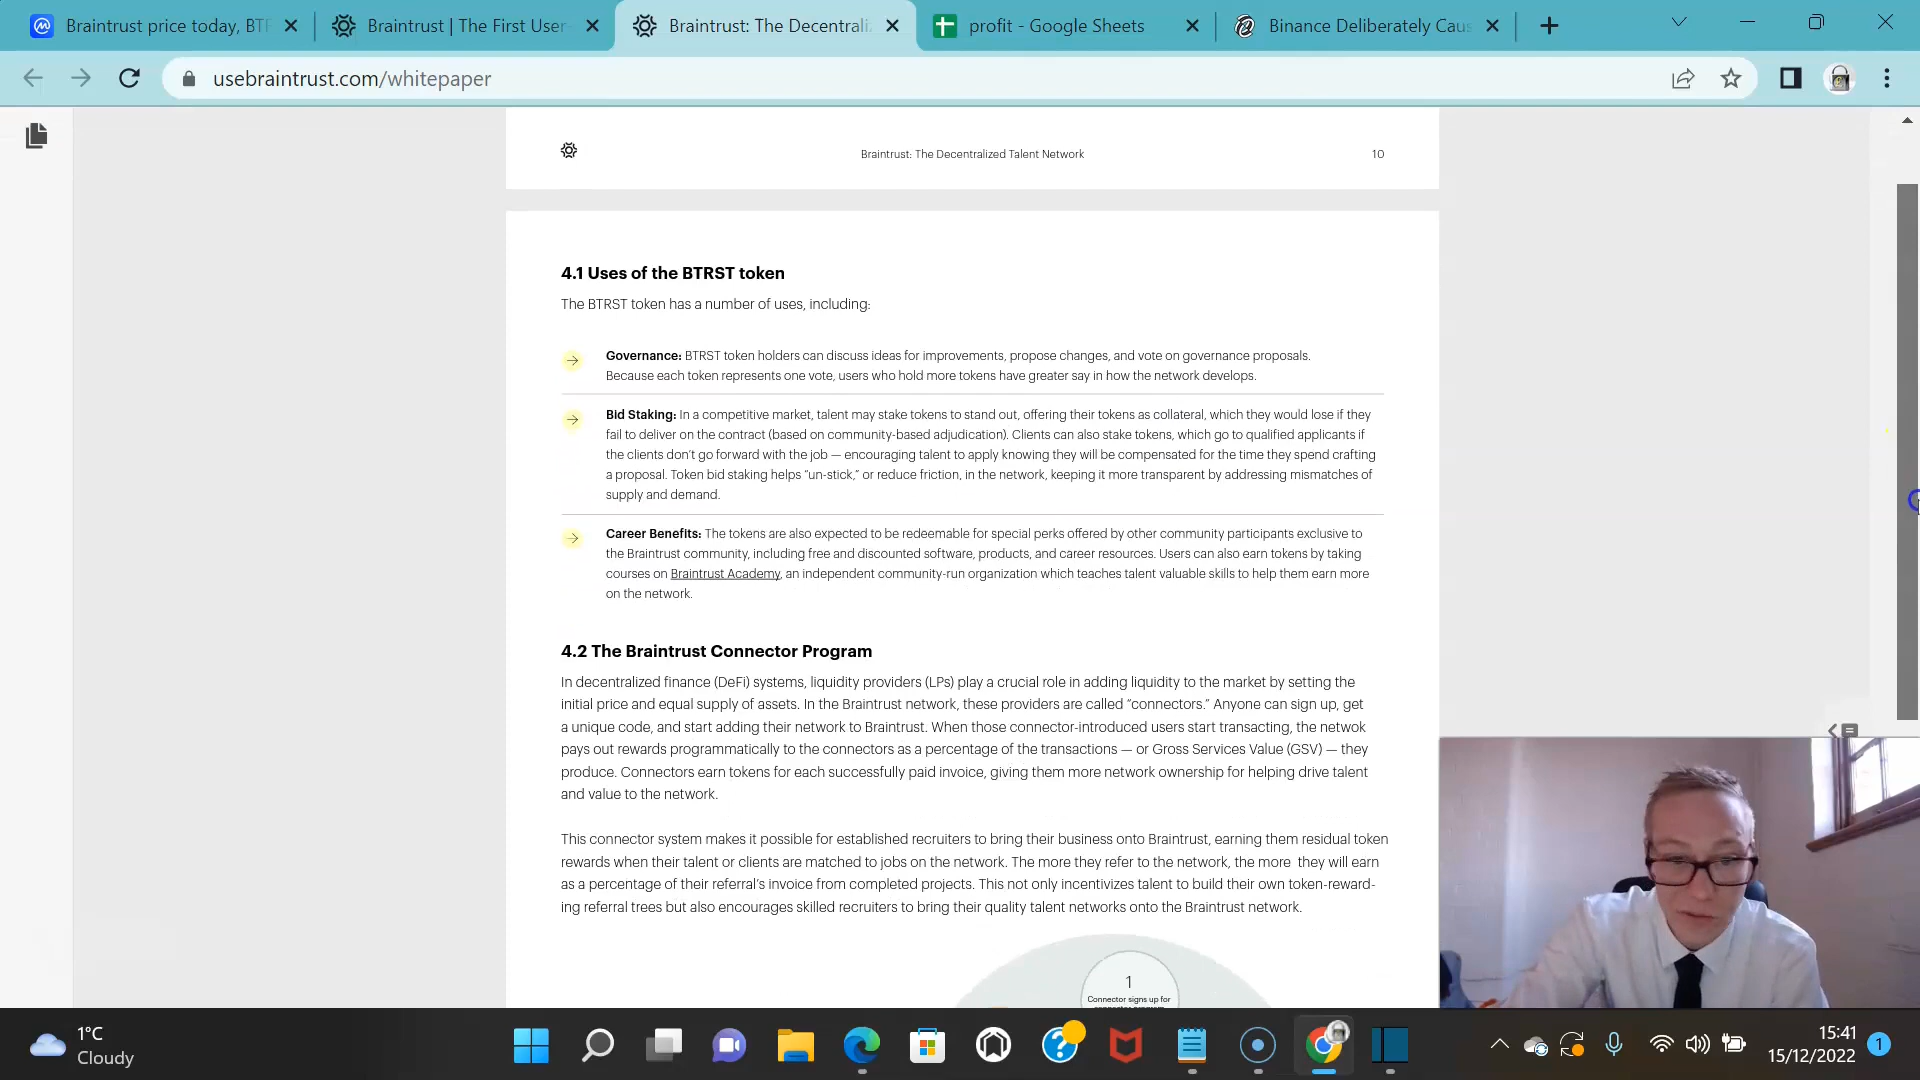 Braintrust price today, BTR
Braintrust | The First User-
Braintrust: The Decentraliz
profit - Google Sheets
Binance Deliberately Caus
usebraintrust.com/whitepaper
Braintrust: The Decentralized Talent Network
10
4.1 Uses of the BTRST token
The BTRST token has a number of uses, including:
Governance: BTRST token holders can discuss ideas for improvements, propose changes, and vote on governance proposals.
Because each token represents one vote, users who hold more tokens have greater say in how the network develops.
Bid Staking: In a competitive market, talent may stake tokens to stand out, offering their tokens as collateral, which they would lose if they
fail to deliver on the contract (based on community-based adjudication). Clients can also stake tokens, which go to qualified applicants if
the clients don't go forward with the job — encouraging talent to apply knowing they will be compensated for the time they spend crafting
a proposal. Token bid staking helps "un-stick," or reduce friction, in the network, keeping it more transparent by addressing mismatches of
supply and demand.
Career Benefits: The tokens are also expected to be redeemable for special perks offered by other community participants exclusive to
the Braintrust community, including free and discounted software, products, and career resources. Users can also earn tokens by taking
courses on Braintrust Academy, an independent community-run organization which teaches talent valuable skills to help them earn more
on the network.
4.2 The Braintrust Connector Program
In decentralized finance (DeFi) systems, liquidity providers (LPs) play a crucial role in adding liquidity to the market by setting the
initial price and equal supply of assets. In the Braintrust network, these providers are called "connectors." Anyone can sign up, get
a unique code, and start adding their network to Braintrust. When those connector-introduced users start transacting, the netwok
pays out rewards programmatically to the connectors as a percentage of the transactions — or Gross Services Value (GSV) — they
produce. Connectors earn tokens for each successfully paid invoice, giving them more network ownership for helping drive talent
and value to the network.
This connector system makes it possible for established recruiters to bring their business onto Braintrust, earning them residual token
rewards when their talent or clients are matched to jobs on the network. The more they refer to the network, the more they will earn
as a percentage of their referral's invoice from completed projects. This not only incentivizes talent to build their own token-reward-
ing referral trees but also encourages skilled recruiters to bring their quality talent networks onto the Braintrust network.
1
Connector signs up for
1°C
Cloudy
15:41
15/12/2022
1